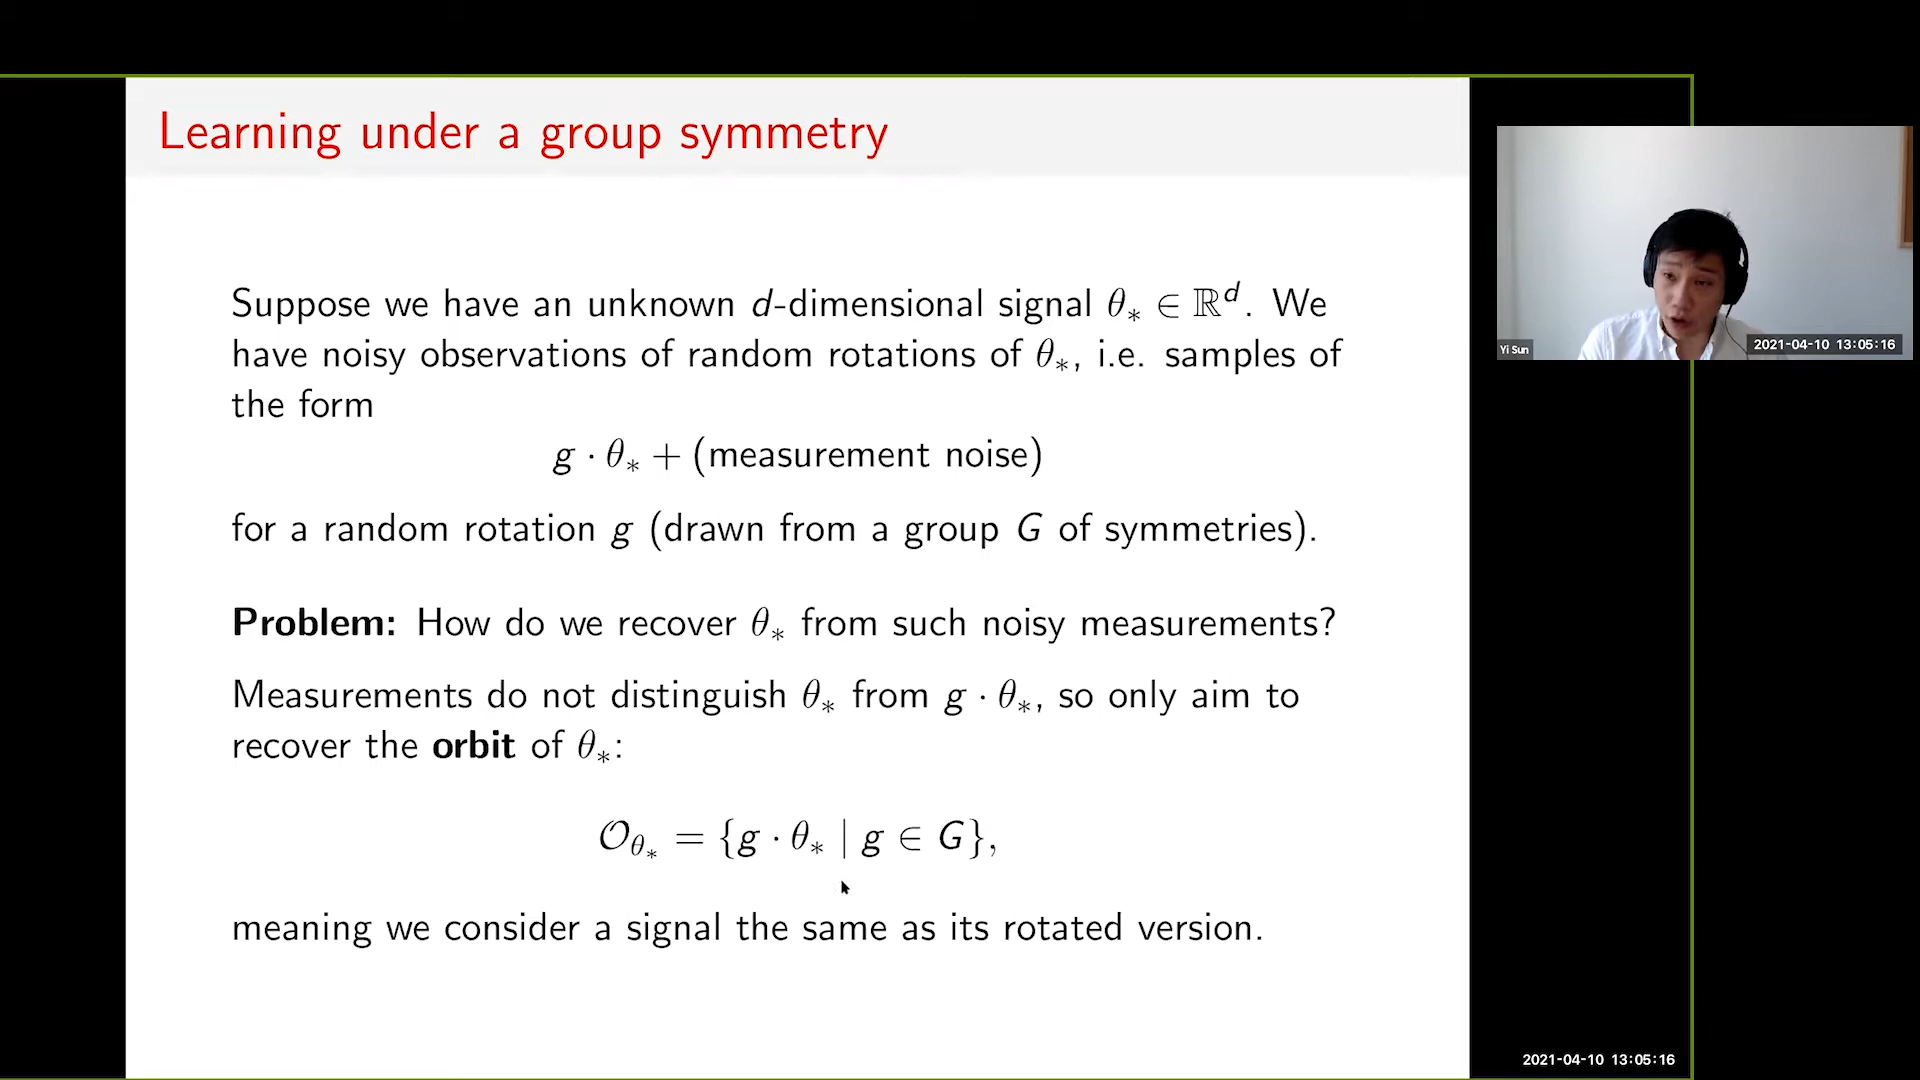 Learning under a group symmetry
Suppose we have an unknown d-dimensional signal θ∗ ∈ ℝᵈ. We
have noisy observations of random rotations of θ∗, i.e. samples of
the form
g · θ∗ + (measurement noise)
for a random rotation g (drawn from a group G of symmetries).
Problem: How do we recover θ∗ from such noisy measurements?
Measurements do not distinguish θ∗ from g · θ∗, so only aim to
recover the orbit of θ∗:
𝒪_θ∗ = {g · θ∗ | g ∈ G},
meaning we consider a signal the same as its rotated version.
Yi Sun
2021-04-10 13:05:16
2021-04-10 13:05:16